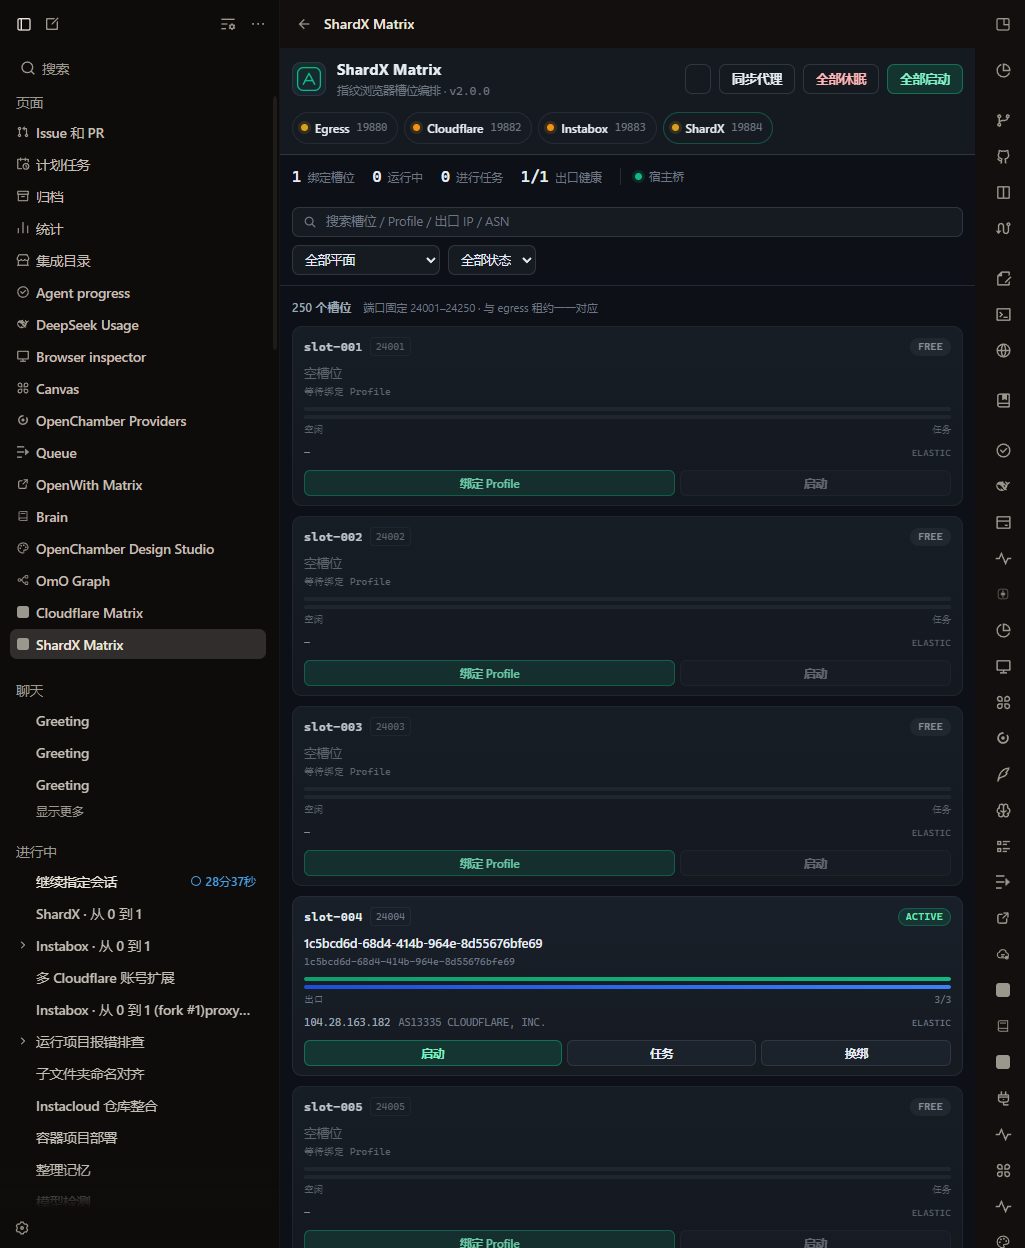 搜索
页面
Issue 和 PR
计划任务
归档
统计
集成目录
Agent progress
DeepSeek Usage
Browser inspector
Canvas
OpenChamber Providers
Queue
OpenWith Matrix
Brain
OpenChamber Design Studio
OmO Graph
Cloudflare Matrix
ShardX Matrix
聊天
Greeting
Greeting
Greeting
显示更多
进行中
继续指定会话 28分37秒
ShardX · 从 0 到 1
Instabox · 从 0 到 1
多 Cloudflare 账号扩展
Instabox · 从 0 到 1 (fork #1)proxy...
运行项目报错排查
子文件夹命名对齐
Instacloud 仓库整合
容器项目部署
整理记忆
模型检测
ShardX Matrix
ShardX Matrix
指纹浏览器槽位编排 · v2.0.0
同步代理
全部休眠
全部启动
Egress 19880
Cloudflare 19882
Instabox 19883
ShardX 19884
1 绑定槽位 0 运行中 0 进行任务 1/1 出口健康 宿主桥
搜索槽位 / Profile / 出口 IP / ASN
全部平面 全部状态
250 个槽位 端口固定 24001–24250 · 与 egress 租约一一对应
slot-001 24001 FREE
空槽位
等待绑定 Profile
空闲 任务
— ELASTIC
绑定 Profile 启动
slot-002 24002 FREE
空槽位
等待绑定 Profile
空闲 任务
— ELASTIC
绑定 Profile 启动
slot-003 24003 FREE
空槽位
等待绑定 Profile
空闲 任务
— ELASTIC
绑定 Profile 启动
slot-004 24004 ACTIVE
1c5bcd6d-68d4-414b-964e-8d55676bfe69
1c5bcd6d-68d4-414b-964e-8d55676bfe69
出口 3/3
104.28.163.182 AS13335 CLOUDFLARE, INC. ELASTIC
启动 任务 换绑
slot-005 24005 FREE
空槽位
等待绑定 Profile
空闲 任务
— ELASTIC
绑定 Profile 启动